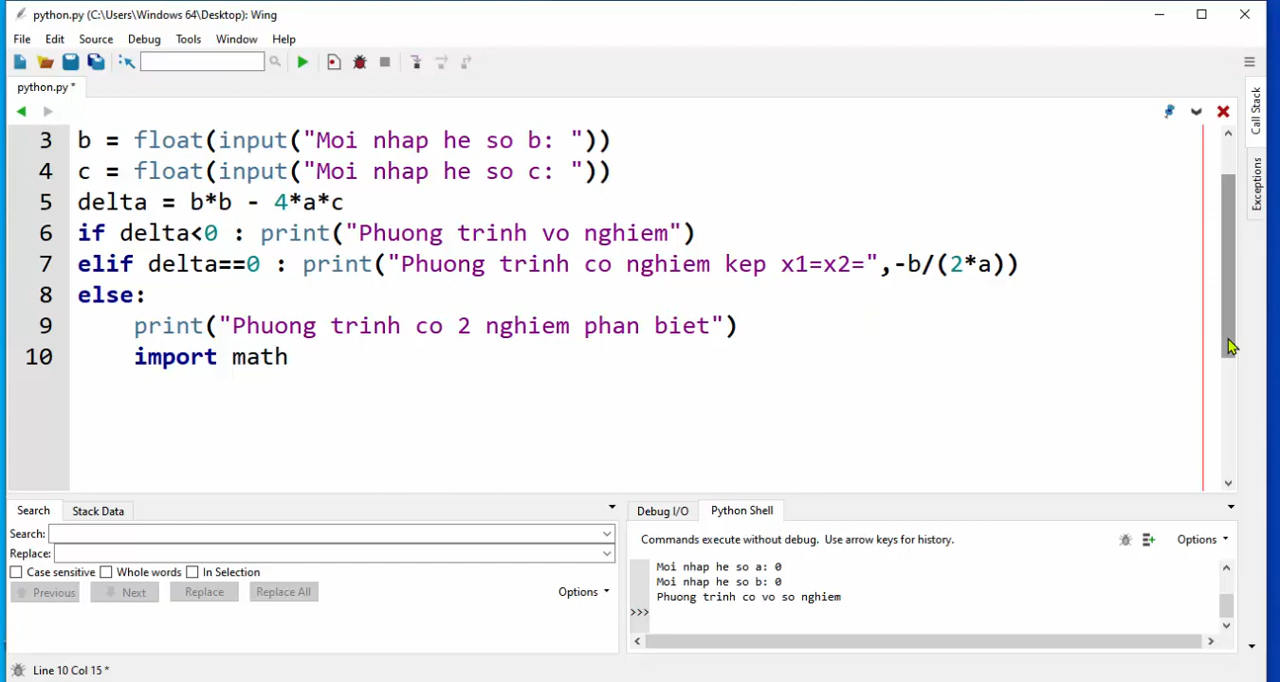 python.py (C:\Users\Windows 64\Desktop): Wing
File Edit Source Debug Tools Window Help
python.py *
3 b = float(input("Moi nhap he so b: "))
4 c = float(input("Moi nhap he so c: "))
5 delta = b*b - 4*a*c
6 if delta<0 : print("Phuong trinh vo nghiem")
7 elif delta==0 : print("Phuong trinh co nghiem kep x1=x2=",-b/(2*a))
8 else:
9 print("Phuong trinh co 2 nghiem phan biet")
10 import math
Call Stack
Exceptions
Search Stack Data
Search:
Replace:
Case sensitive Whole words In Selection
Previous Next Replace Replace All Options
Debug I/O Python Shell
Commands execute without debug. Use arrow keys for history. Options
Moi nhap he so a: 0
Moi nhap he so b: 0
Phuong trinh co vo so nghiem
>>>
Line 10 Col 15 *